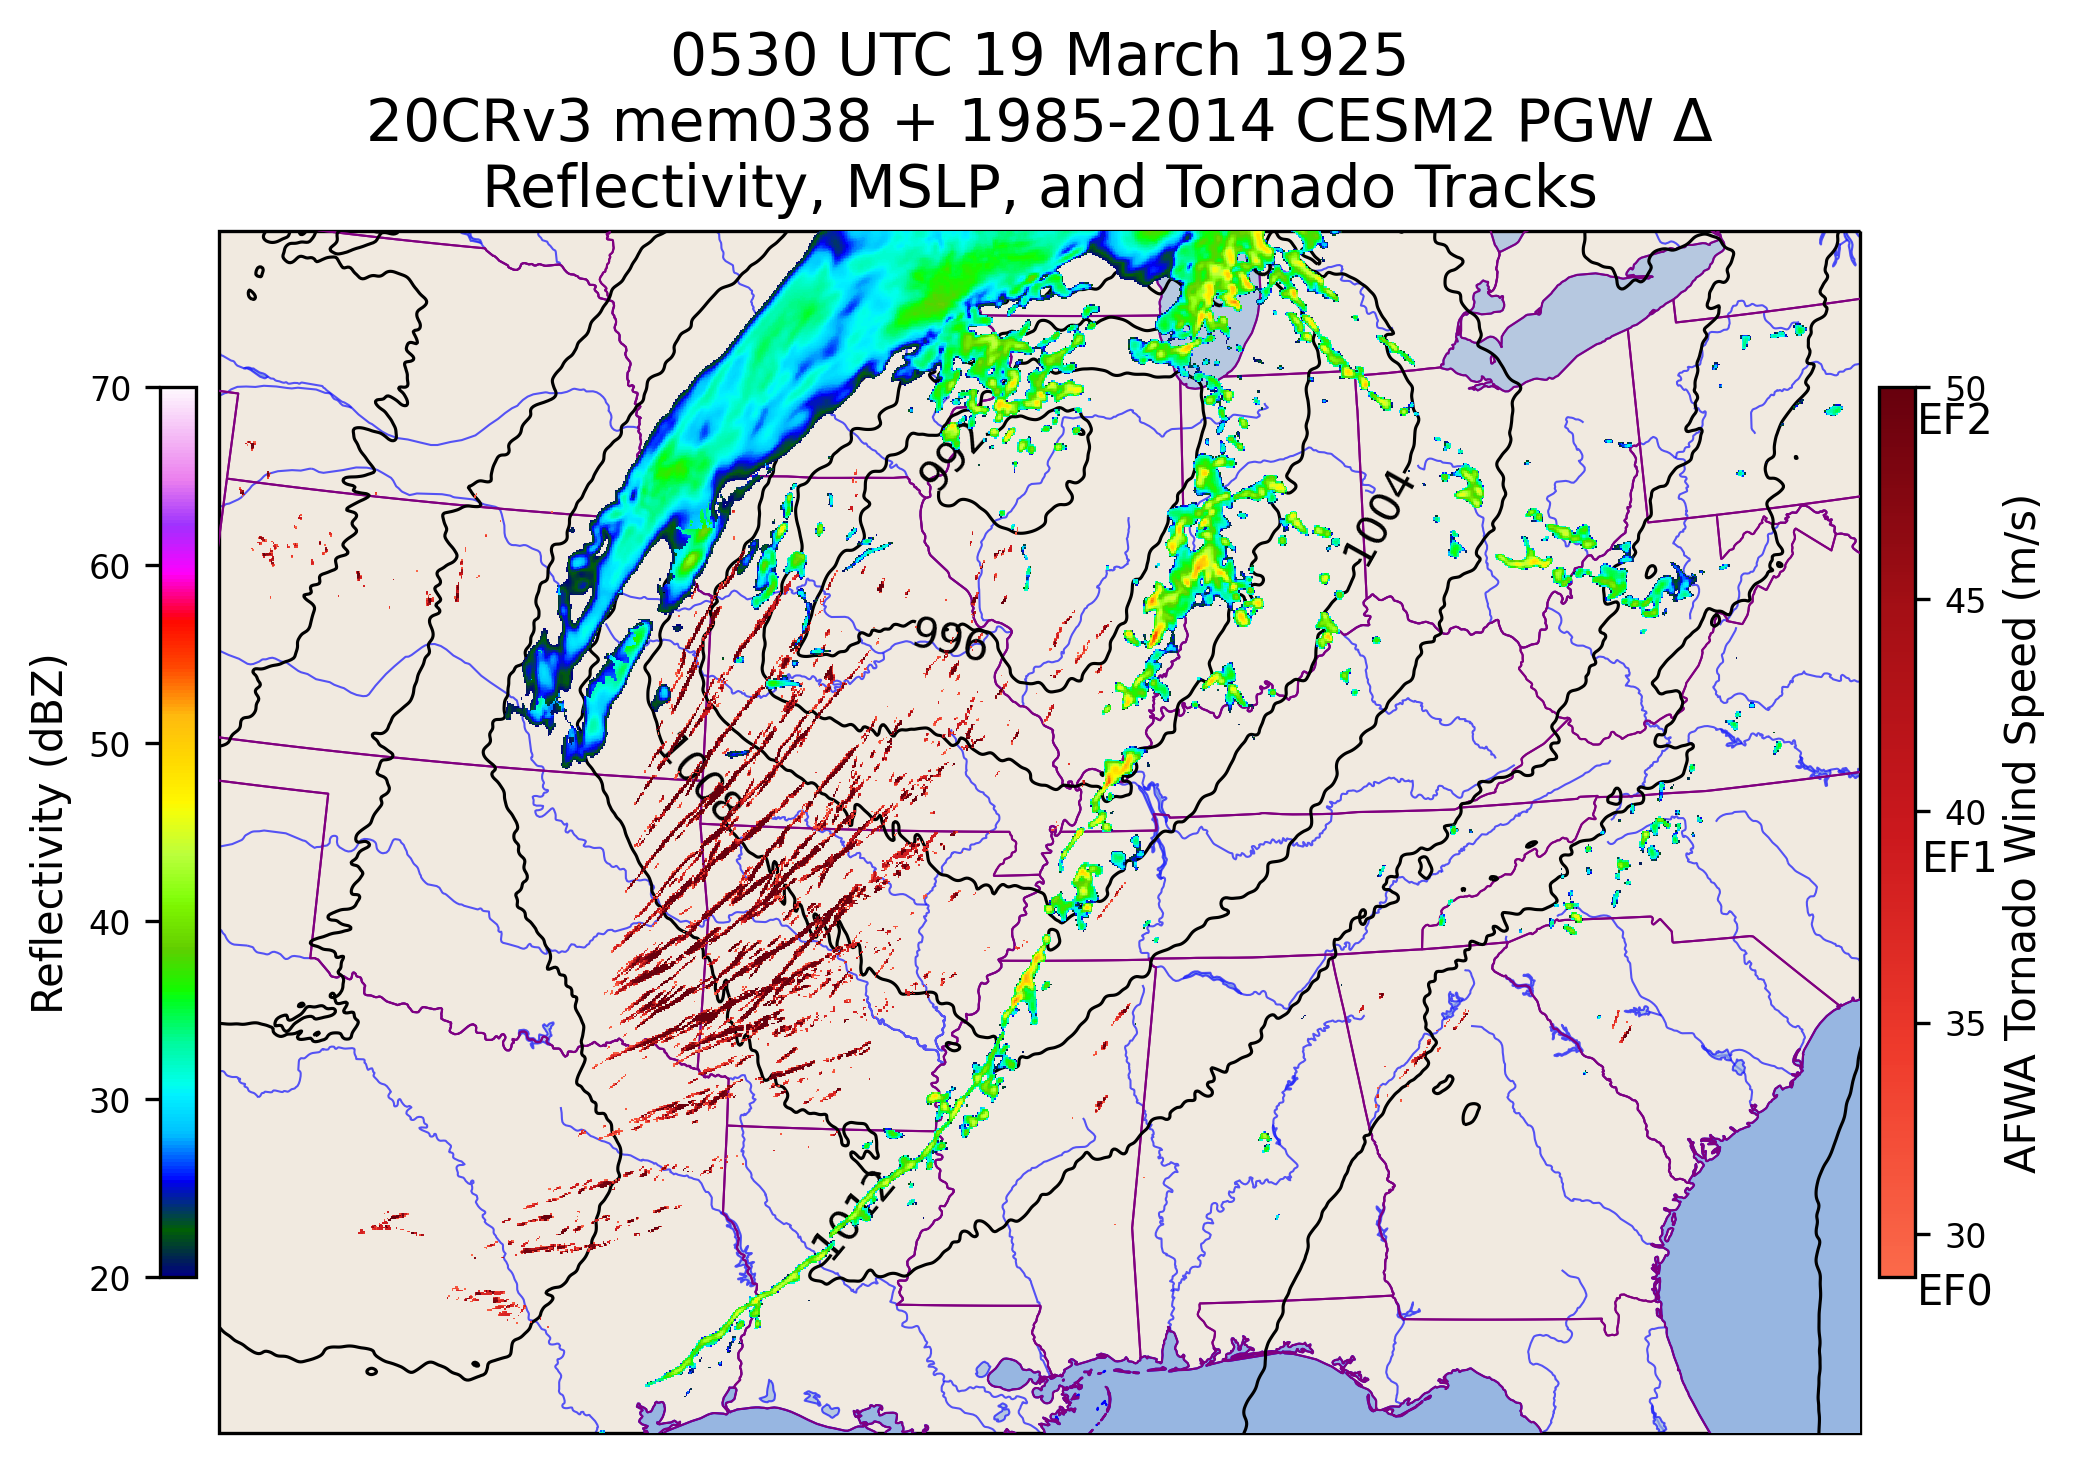 0530 UTC 19 March 1925
20CRv3 mem038 + 1985-2014 CESM2 PGW Δ
Reflectivity, MSLP, and Tornado Tracks
Reflectivity (dBZ)
70
60
50
40
30
20
992
1004
996
1008
1012
50
EF2
45
40
EF1
35
30
EF0
AFWA Tornado Wind Speed (m/s)